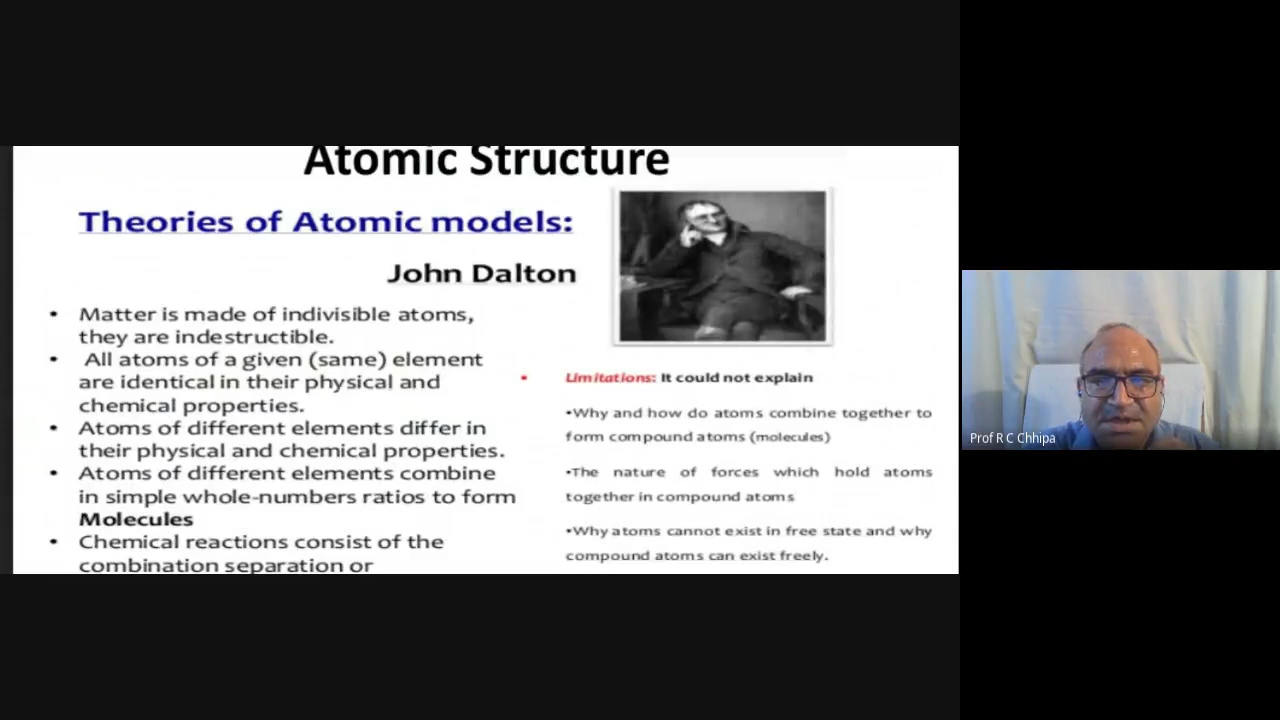 Atomic Structure
Theories of Atomic models:
John Dalton
• Matter is made of indivisible atoms,
they are indestructible.
• All atoms of a given (same) element
are identical in their physical and
chemical properties.
• Atoms of different elements differ in
their physical and chemical properties.
• Atoms of different elements combine
in simple whole-numbers ratios to form
Molecules
• Chemical reactions consist of the
combination separation or
• Limitations: It could not explain
•Why and how do atoms combine together to
form compound atoms (molecules)
•The nature of forces which hold atoms
together in compound atoms
•Why atoms cannot exist in free state and why
compound atoms can exist freely.
Prof R C Chhipa